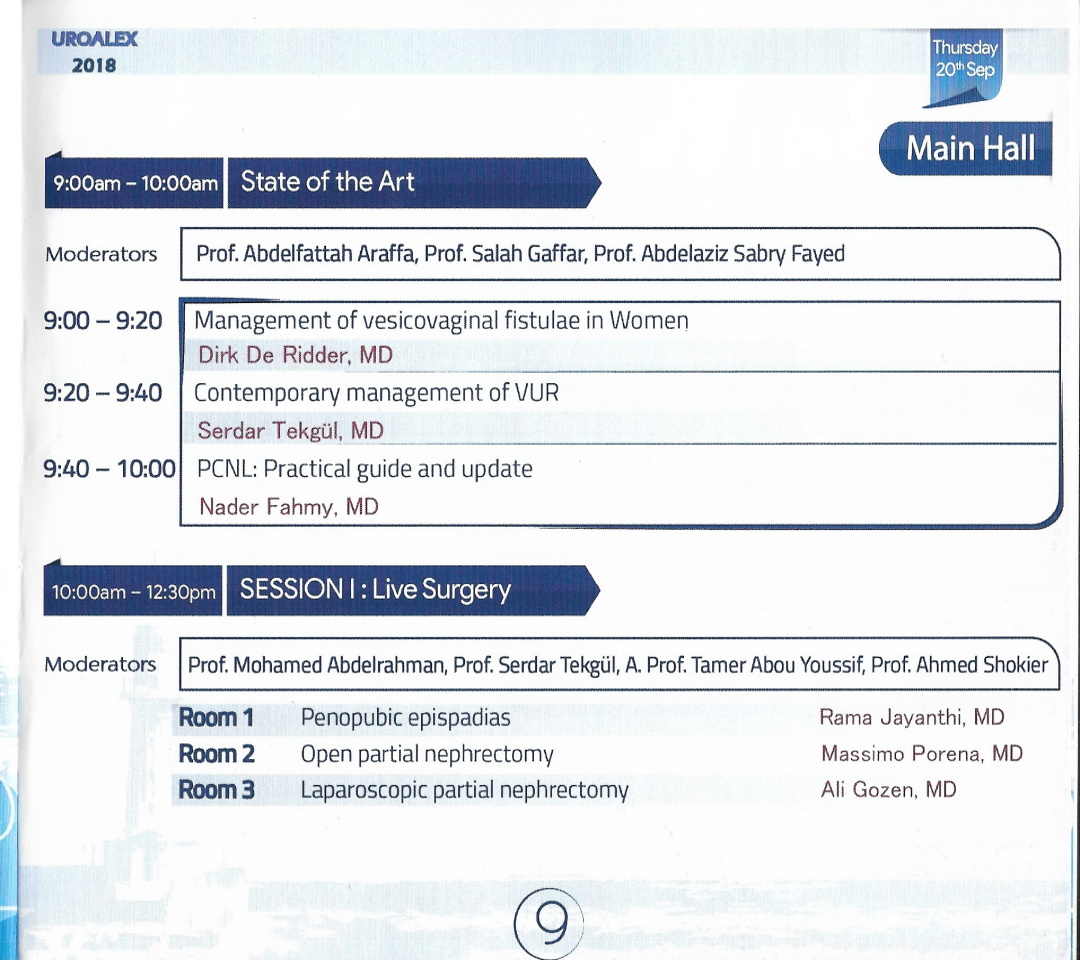 UROALEX
2018
Thursday
20th Sep
Main Hall
9:00am – 10:00am State of the Art
Moderators Prof. Abdelfattah Araffa, Prof. Salah Gaffar, Prof. Abdelaziz Sabry Fayed
9:00 – 9:20 Management of vesicovaginal fistulae in Women
Dirk De Ridder, MD
9:20 – 9:40 Contemporary management of VUR
Serdar Tekgül, MD
9:40 – 10:00 PCNL: Practical guide and update
Nader Fahmy, MD
10:00am – 12:30pm SESSION I : Live Surgery
Moderators Prof. Mohamed Abdelrahman, Prof. Serdar Tekgül, A. Prof. Tamer Abou Youssif, Prof. Ahmed Shokier
Room 1 Penopubic epispadias Rama Jayanthi, MD
Room 2 Open partial nephrectomy Massimo Porena, MD
Room 3 Laparoscopic partial nephrectomy Ali Gozen, MD
9